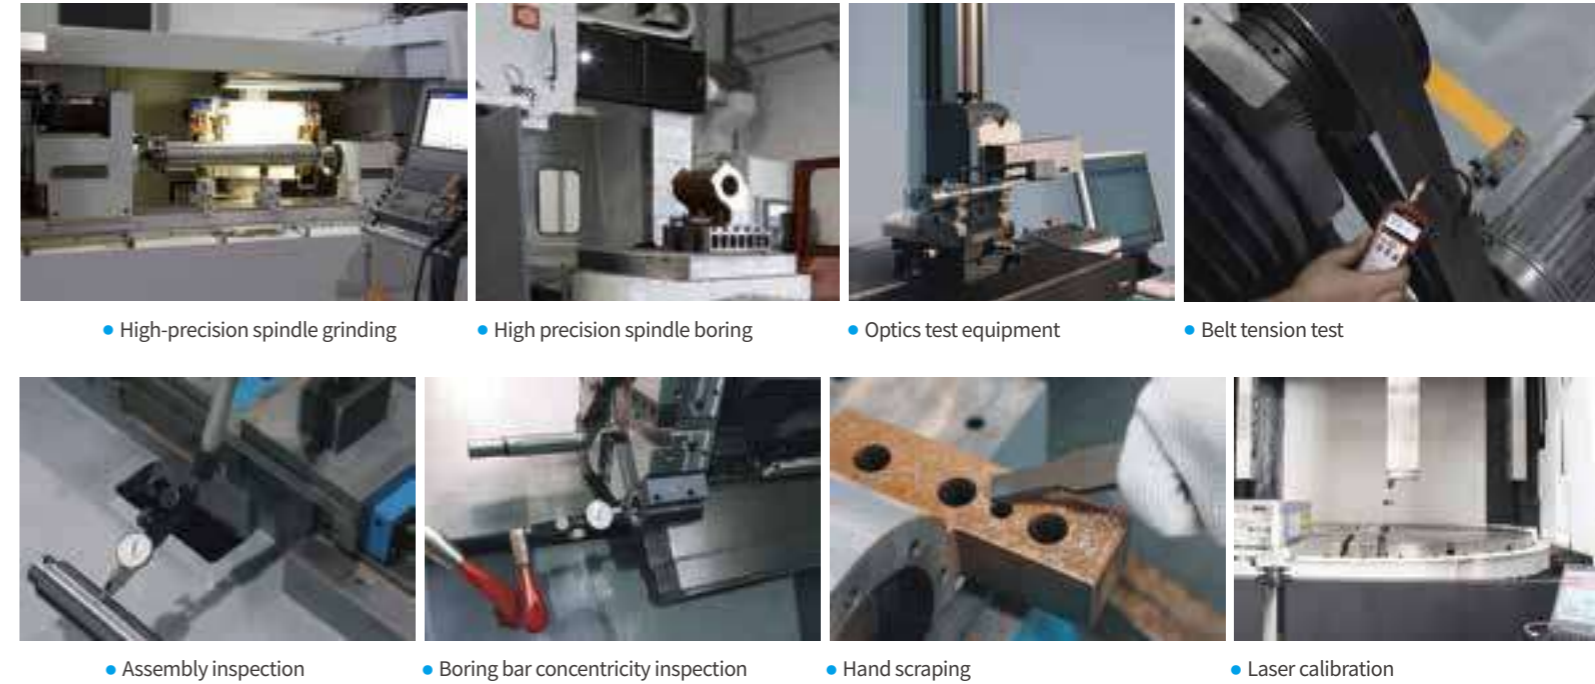 ● High-precision spindle grinding
● High precision spindle boring
● Optics test equipment
● Belt tension test
● Assembly inspection
● Boring bar concentricity inspection
● Hand scraping
● Laser calibration